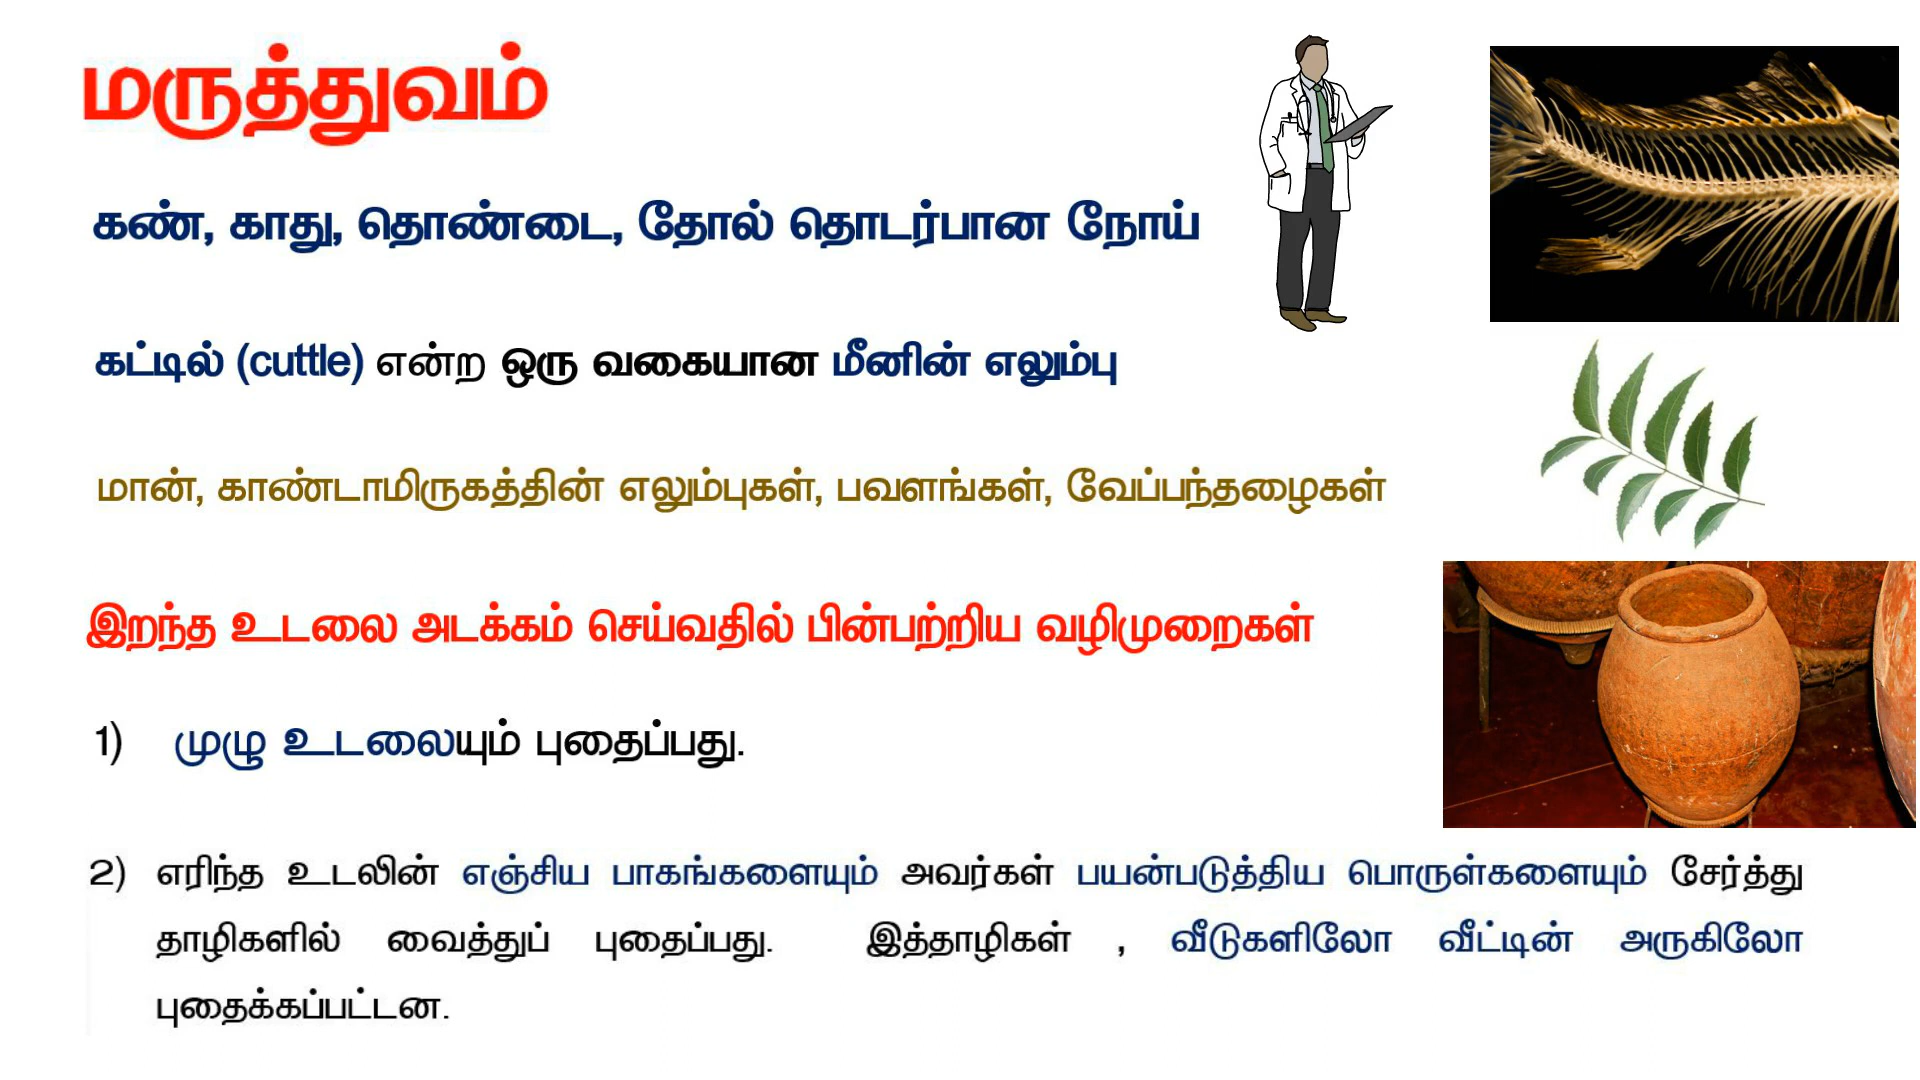 மருத்துவம்
கண், காது, தொண்டை, தோல் தொடர்பான நோய்
கட்டில் (cuttle) என்ற ஒரு வகையான மீனின் எலும்பு
மான், காண்டாமிருகத்தின் எலும்புகள், பவளங்கள், வேப்பந்தழைகள்
இறந்த உடலை அடக்கம் செய்வதில் பின்பற்றிய வழிமுறைகள்
1) முழு உடலையும் புதைப்பது.
2) எரிந்த உடலின் எஞ்சிய பாகங்களையும் அவர்கள் பயன்படுத்திய பொருள்களையும் சேர்த்து
தாழிகளில் வைத்துப் புதைப்பது. இத்தாழிகள் , வீடுகளிலோ வீட்டின் அருகிலோ
புதைக்கப்பட்டன.